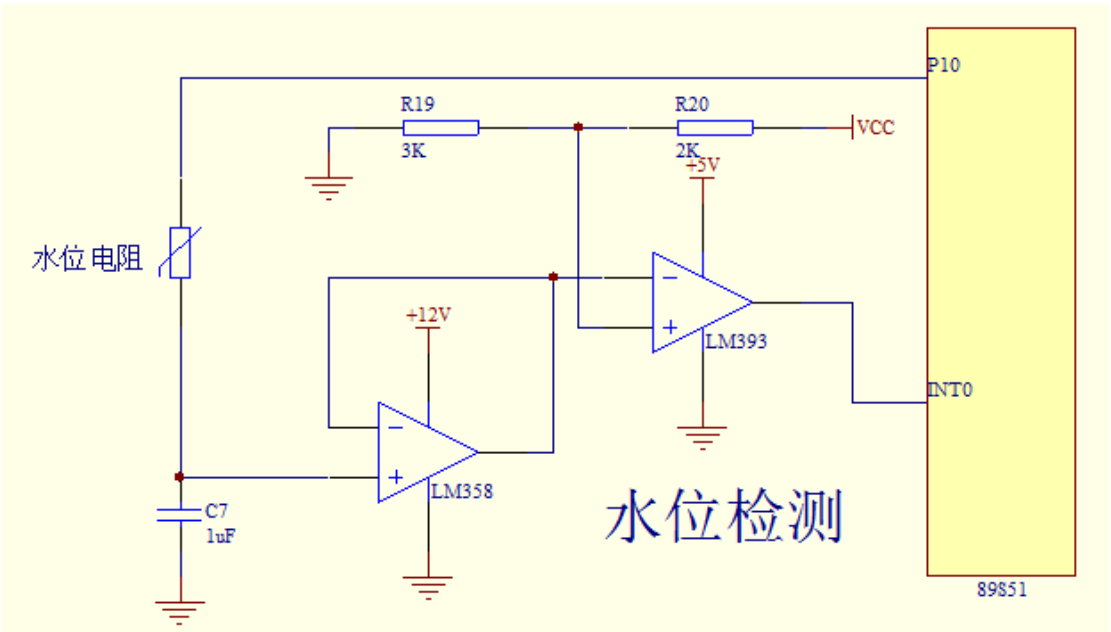 P10
R19
R20
VCC
3K
2K
+5V
水位电阻
+12V
−
+
LM393
INT0
−
+
LM358
C7
1uF
水位检测
89851